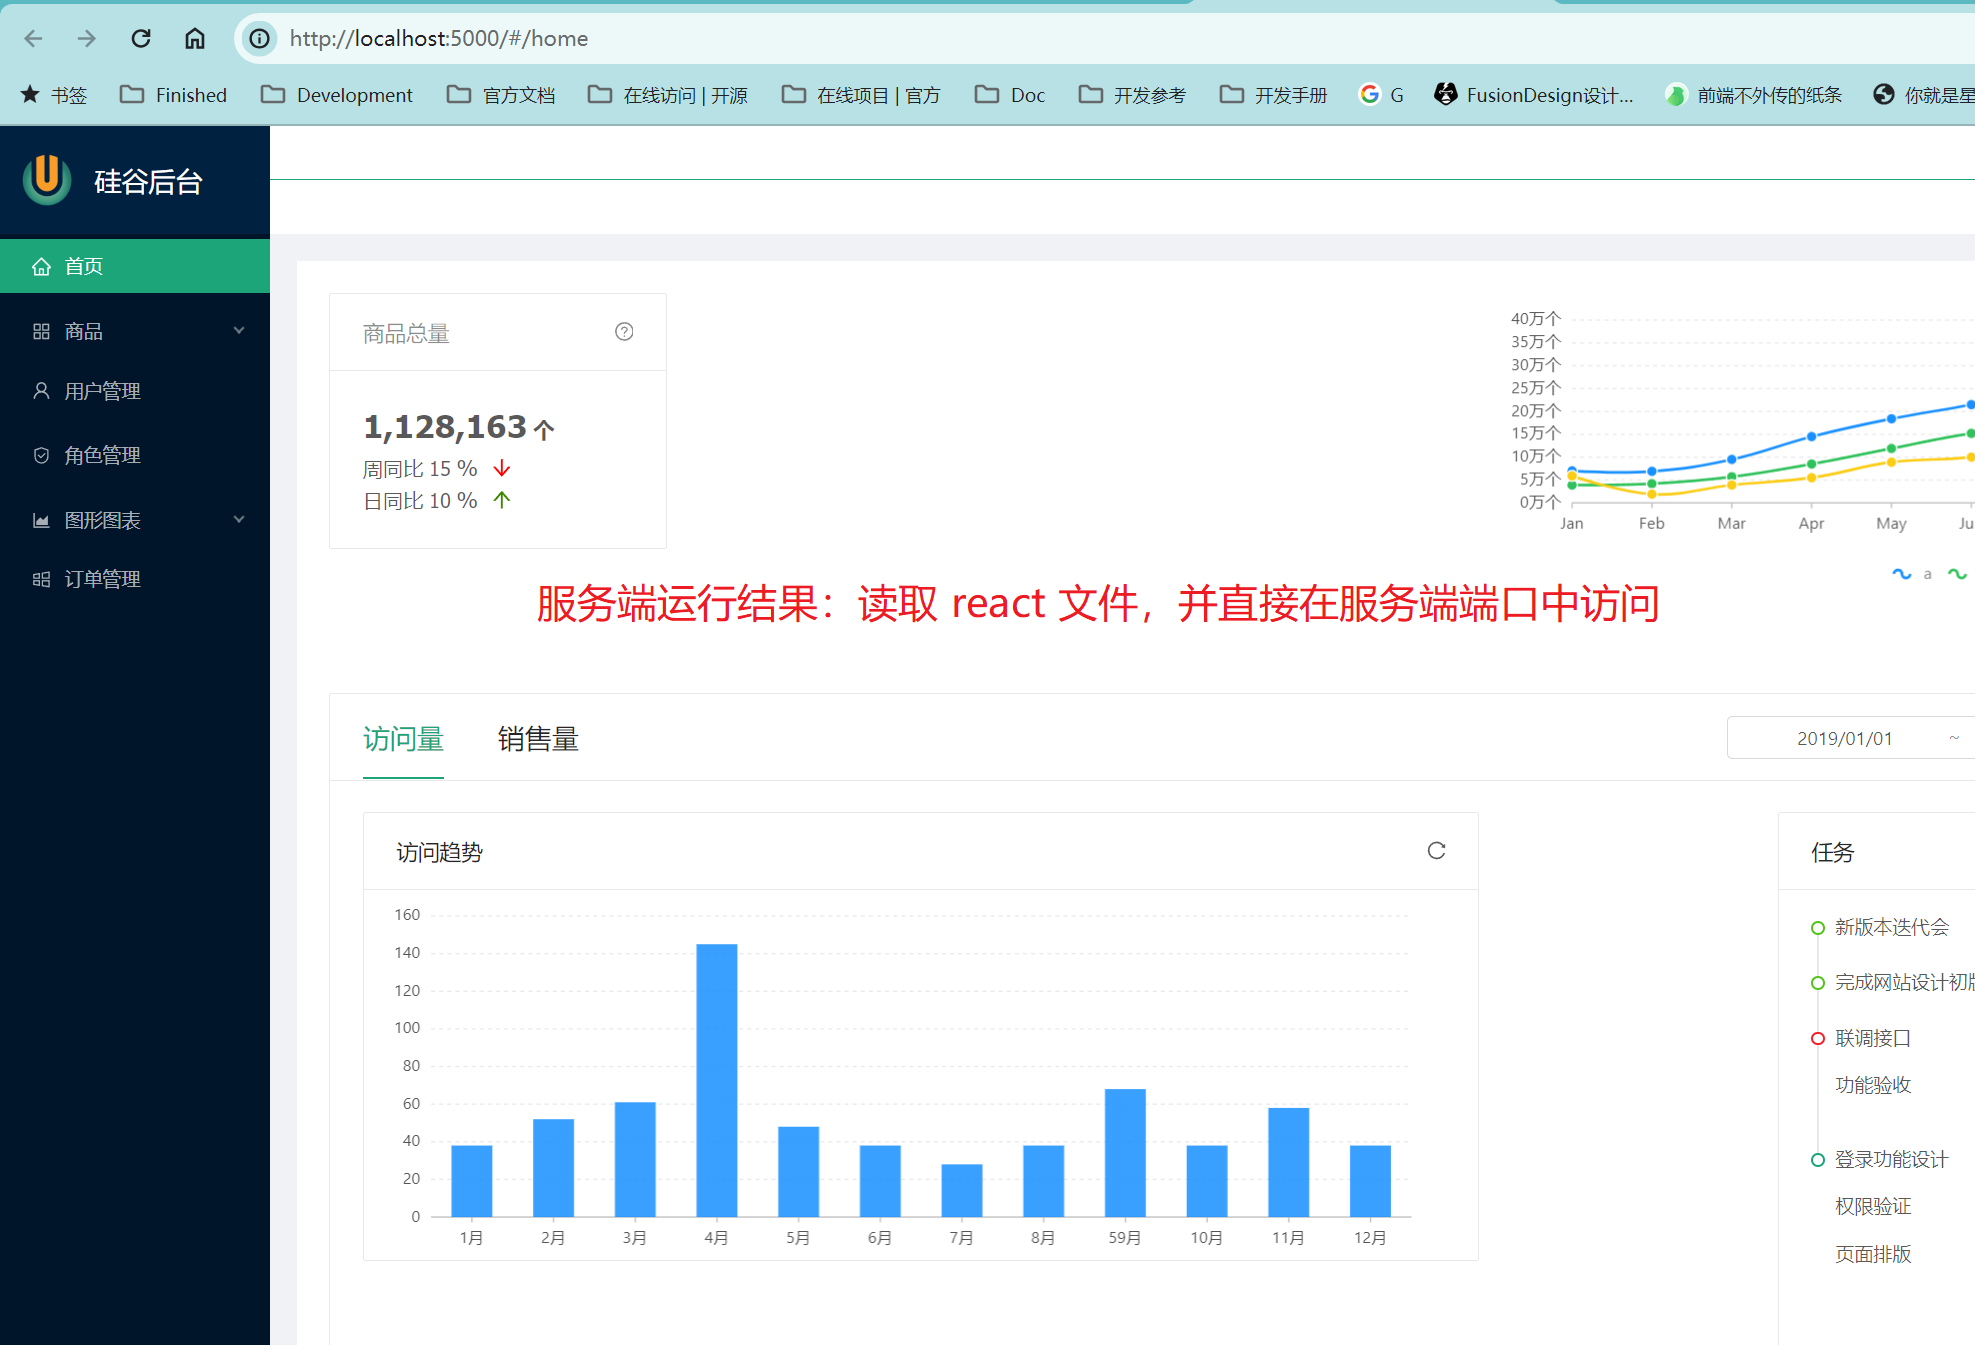 http://localhost:5000/#/home
书签 Finished Development 官方文档 在线访问 | 开源 在线项目 | 官方 Doc 开发参考 开发手册 G FusionDesign设计... 前端不外传的纸条 你就是星
硅谷后台
首页
商品
用户管理
角色管理
图形图表
订单管理
商品总量
1,128,163 个
周同比 15 %
日同比 10 %
40万个
35万个
30万个
25万个
20万个
15万个
10万个
5万个
0万个
Jan Feb Mar Apr May Ju
a
服务端运行结果：读取 react 文件，并直接在服务端端口中访问
访问量 销售量
2019/01/01 ~
访问趋势
160
140
120
100
80
60
40
20
0
1月 2月 3月 4月 5月 6月 7月 8月 59月 10月 11月 12月
任务
新版本迭代会
完成网站设计初版
联调接口
功能验收
登录功能设计
权限验证
页面排版